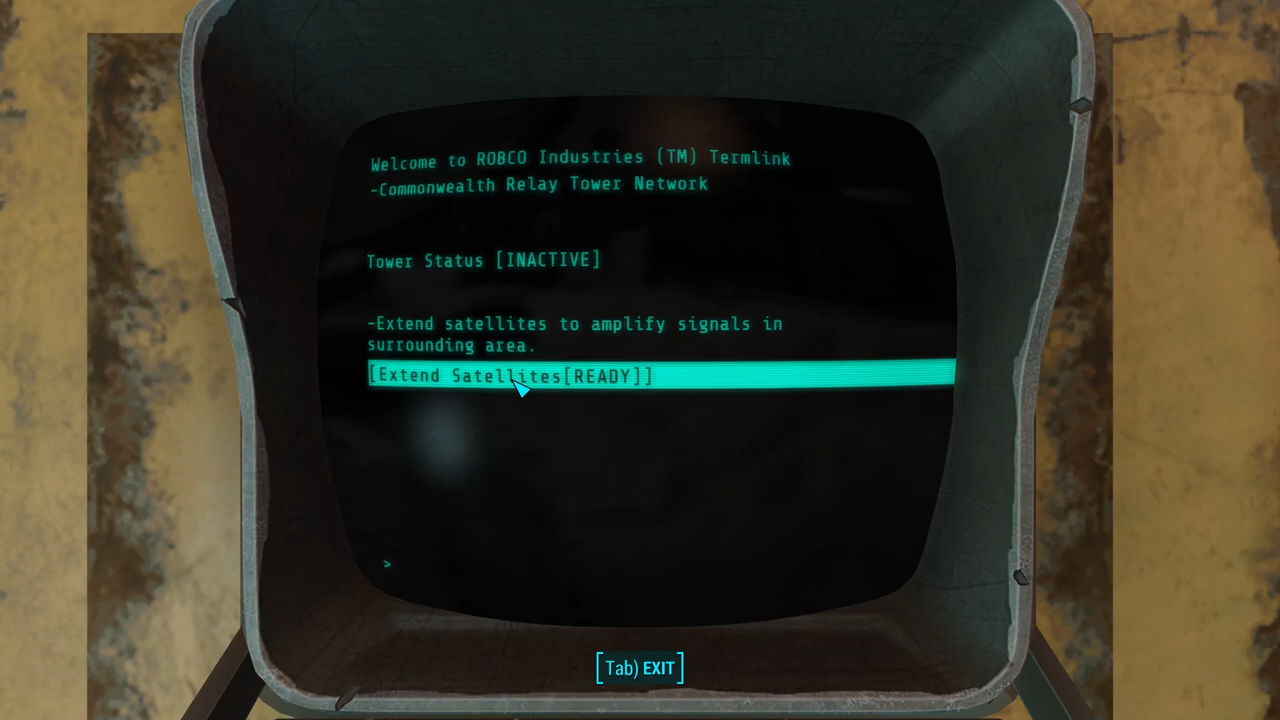 Welcome to ROBCO Industries (TM) Termlink
-Commonwealth Relay Tower Network
Tower Status [INACTIVE]
-Extend satellites to amplify signals in
surrounding area.
[Extend Satellites[READY]]
>
[Tab) EXIT]